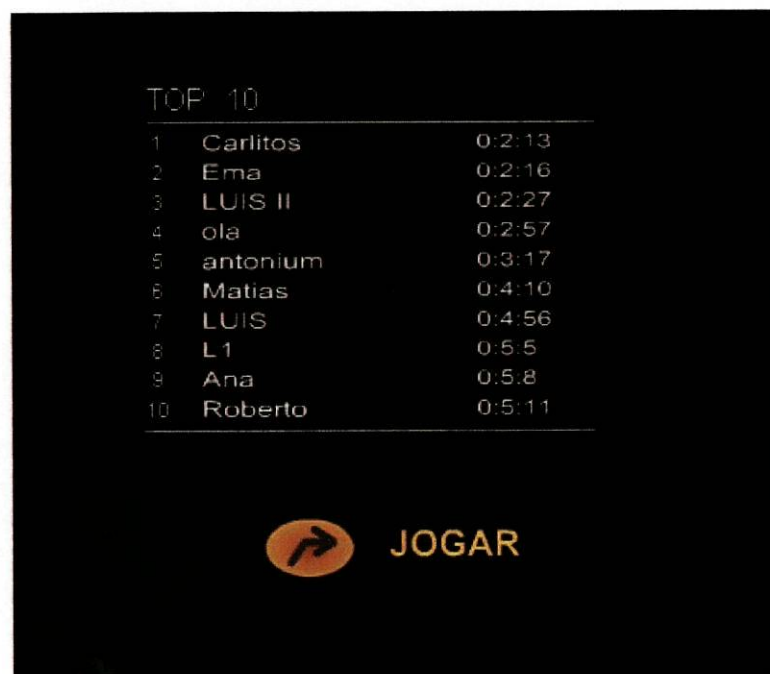 TOP 10
1 Carlitos 0:2:13
2 Ema 0:2:16
3 LUIS II 0:2:27
4 ola 0:2:57
5 antonium 0:3:17
6 Matias 0:4:10
7 LUIS 0:4:56
8 L1 0:5:5
9 Ana 0:5:8
10 Roberto 0:5:11
JOGAR